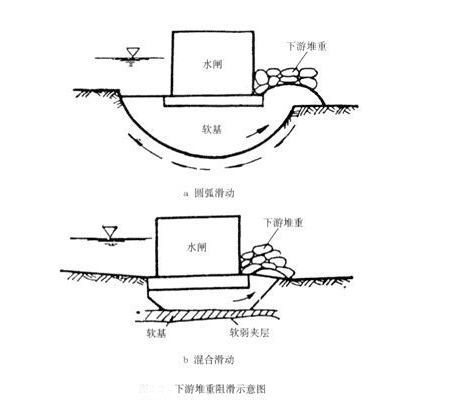 下游堆重
水闸
软基
a 圆弧滑动
下游堆重
水闸
软基
软弱夹层
b 混合滑动
下游堆重阻滑示意图